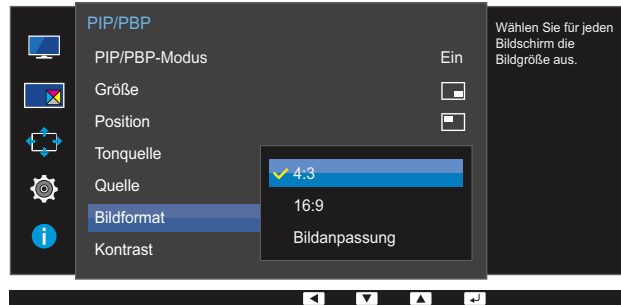 PIP/PBP
PIP/PBP-Modus Ein
Größe
Position
Tonquelle
Quelle
Bildformat
Kontrast
4:3
16:9
Bildanpassung
Wählen Sie für jeden
Bildschirm die
Bildgröße aus.